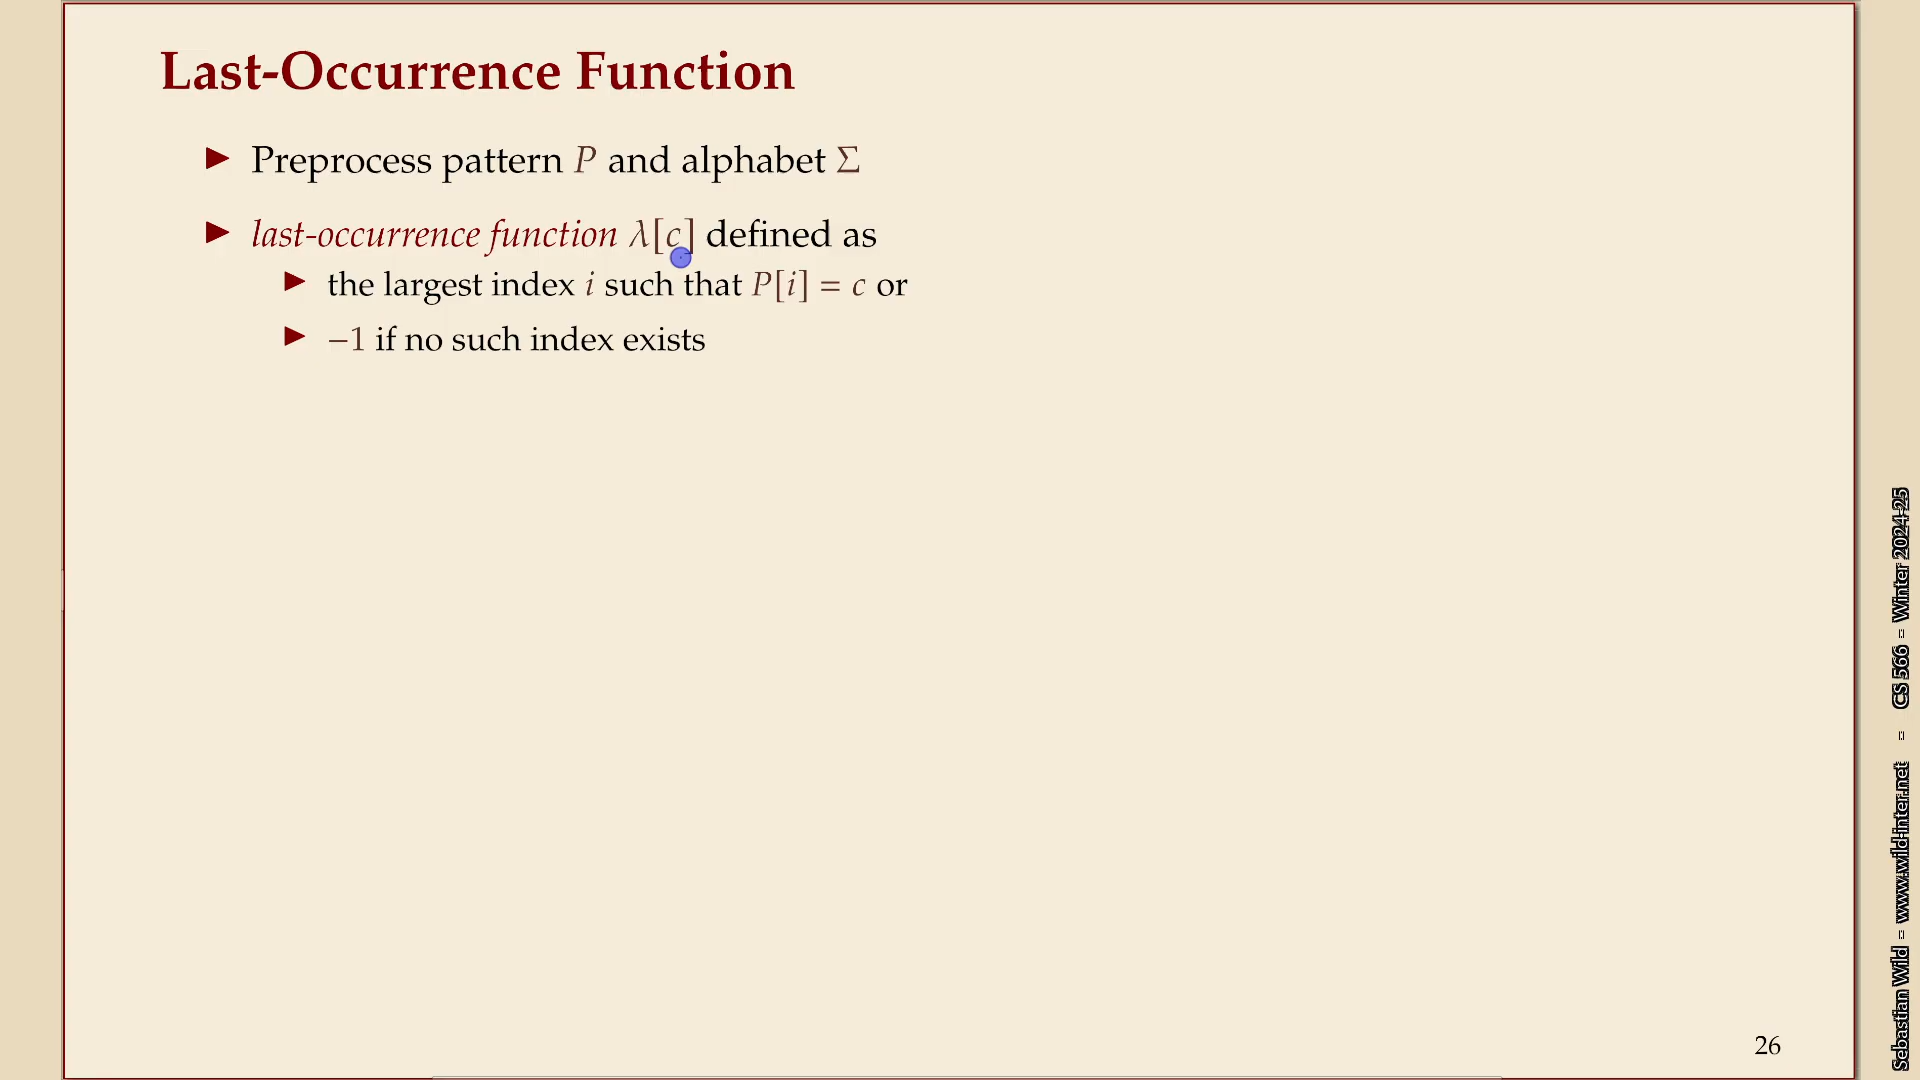 Last-Occurrence Function
▶ Preprocess pattern P and alphabet Σ
▶ last-occurrence function λ[c] defined as
▶ the largest index i such that P[i] = c or
▶ −1 if no such index exists
26
Sebastian Wild – www.wild-inter.net – CS 566 – Winter 2024-25